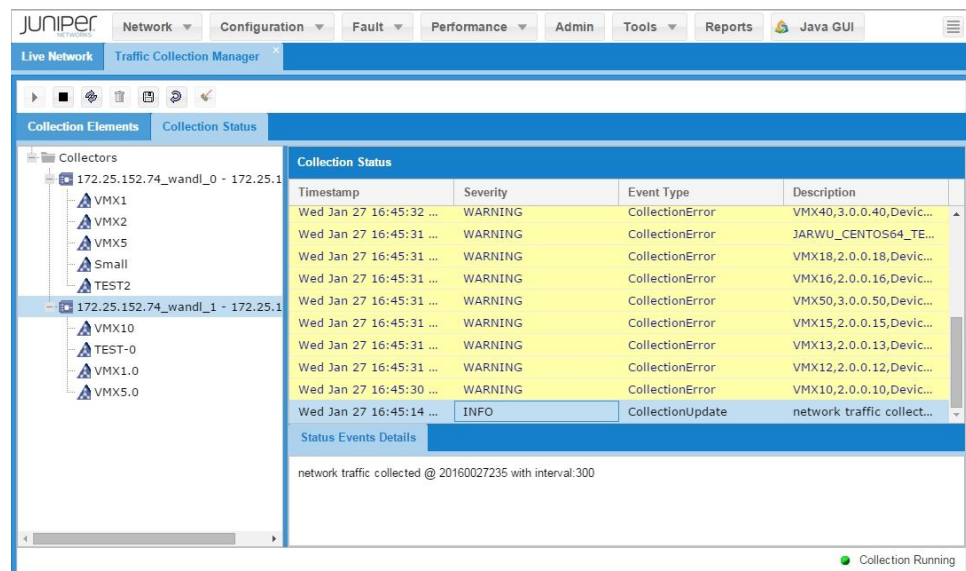 JUNIPER NETWORKS
Network Configuration Fault Performance Admin Tools Reports Java GUI
Live Network Traffic Collection Manager
Collection Elements Collection Status
Collectors
172.25.152.74_wandl_0 - 172.25.1
VMX1
VMX2
VMX5
Small
TEST2
172.25.152.74_wandl_1 - 172.25.1
VMX10
TEST-0
VMX1.0
VMX5.0
Collection Status
Timestamp Severity Event Type Description
Wed Jan 27 16:45:32 ... WARNING CollectionError VMX40,3.0.0.40,Devic...
Wed Jan 27 16:45:31 ... WARNING CollectionError JARWU_CENTOS64_TE...
Wed Jan 27 16:45:31 ... WARNING CollectionError VMX18,2.0.0.18,Devic...
Wed Jan 27 16:45:31 ... WARNING CollectionError VMX16,2.0.0.16,Devic...
Wed Jan 27 16:45:31 ... WARNING CollectionError VMX50,3.0.0.50,Devic...
Wed Jan 27 16:45:31 ... WARNING CollectionError VMX15,2.0.0.15,Devic...
Wed Jan 27 16:45:31 ... WARNING CollectionError VMX13,2.0.0.13,Devic...
Wed Jan 27 16:45:31 ... WARNING CollectionError VMX12,2.0.0.12,Devic...
Wed Jan 27 16:45:30 ... WARNING CollectionError VMX10,2.0.0.10,Devic...
Wed Jan 27 16:45:14 ... INFO CollectionUpdate network traffic collect...
Status Events Details
network traffic collected @ 20160027235 with interval:300
Collection Running